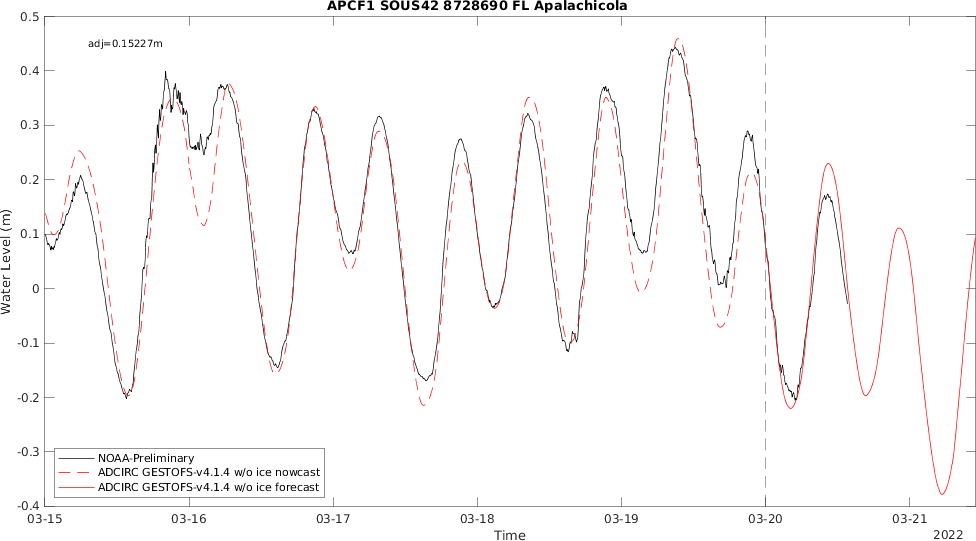 APCF1 SOUS42 8728690 FL Apalachicola
adj=0.15227m
0.5
0.4
0.3
0.2
0.1
0
-0.1
-0.2
-0.3
-0.4
Water Level (m)
NOAA-Preliminary
ADCIRC GESTOFS-v4.1.4 w/o ice nowcast
ADCIRC GESTOFS-v4.1.4 w/o ice forecast
03-15 03-16 03-17 03-18 03-19 03-20 03-21
Time
2022